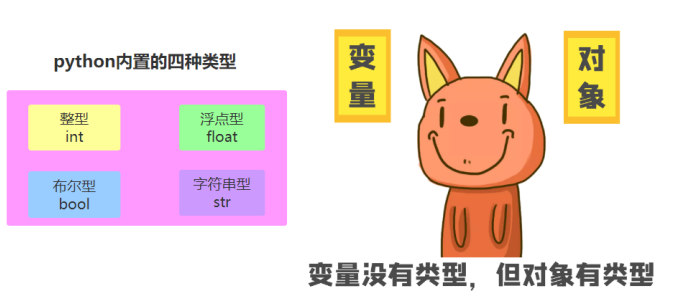 python内置的四种类型
整型
int
浮点型
float
布尔型
bool
字符串型
str
变量
对象
变量没有类型，但对象有类型